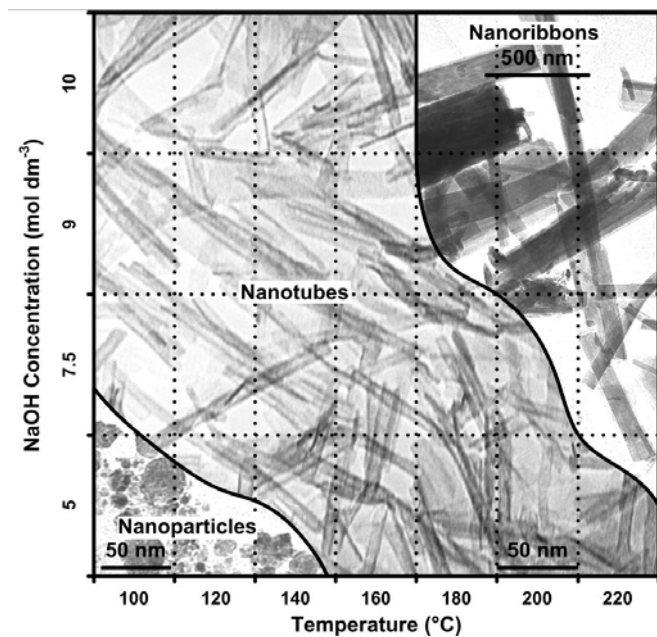 Nanoribbons
500 nm
10
9
7.5
5
NaOH Concentration (mol dm⁻³)
Nanotubes
Nanoparticles
50 nm
50 nm
100 120 140 160 180 200 220
Temperature (°C)